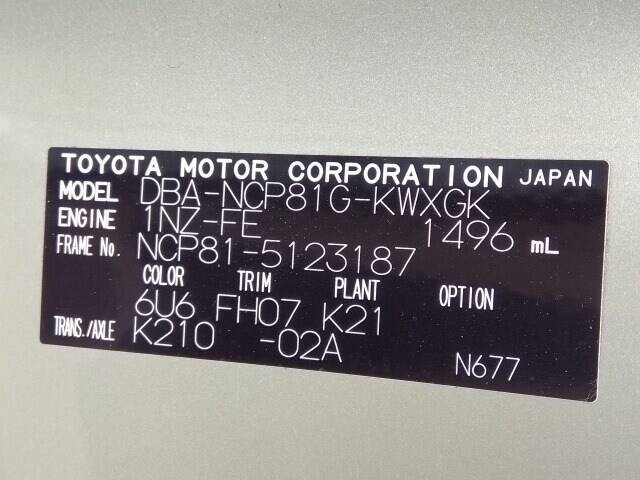 TOYOTA MOTOR CORPORATION JAPAN
MODEL DBA-NCP81G-KWXGK
ENGINE 1NZ-FE 1496 mL
FRAME No. NCP81-5123187
COLOR TRIM PLANT OPTION
6U6 FH07 K21
TRANS./AXLE K210 -02A
N677